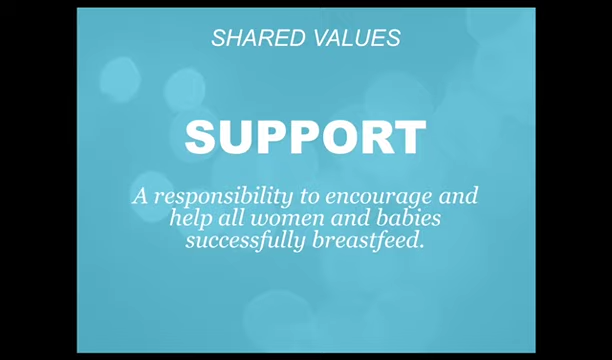 SHARED VALUES
SUPPORT
A responsibility to encourage and
help all women and babies
successfully breastfeed.